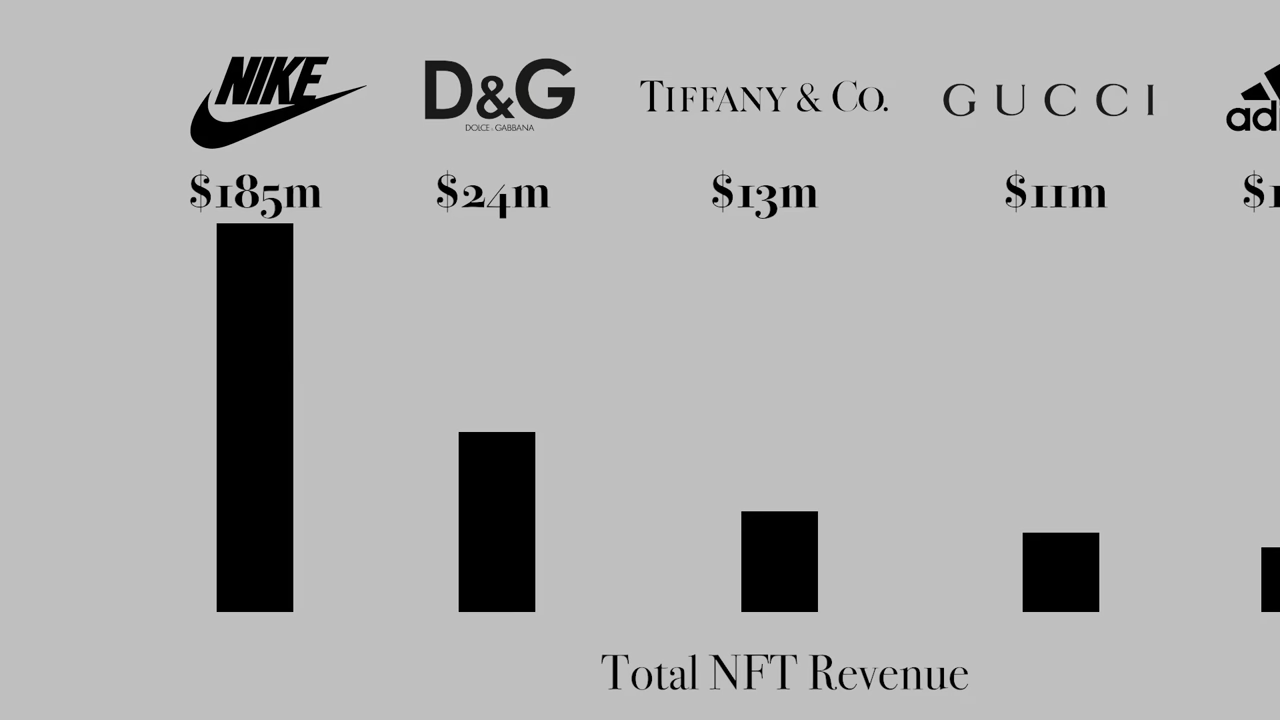 NIKE
D&G
DOLCE & GABBANA
TIFFANY & CO.
GUCCI
$185m
$24m
$13m
$11m
Total NFT Revenue